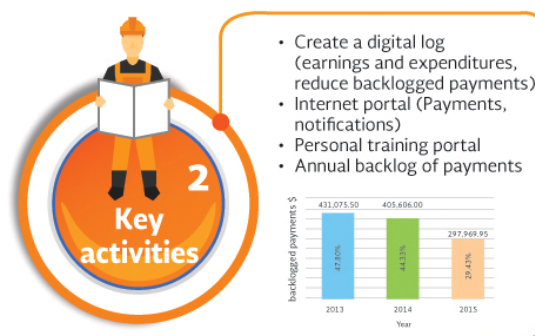 2
Key
activities
• Create a digital log
(earnings and expenditures,
reduce backlogged payments)
• Internet portal (Payments,
notifications)
• Personal training portal
• Annual backlog of payments
backlogged payments $
431,075.50
405,606.00
297,969.95
47.80%
44.33%
29.43%
2013
2014
2015
Year